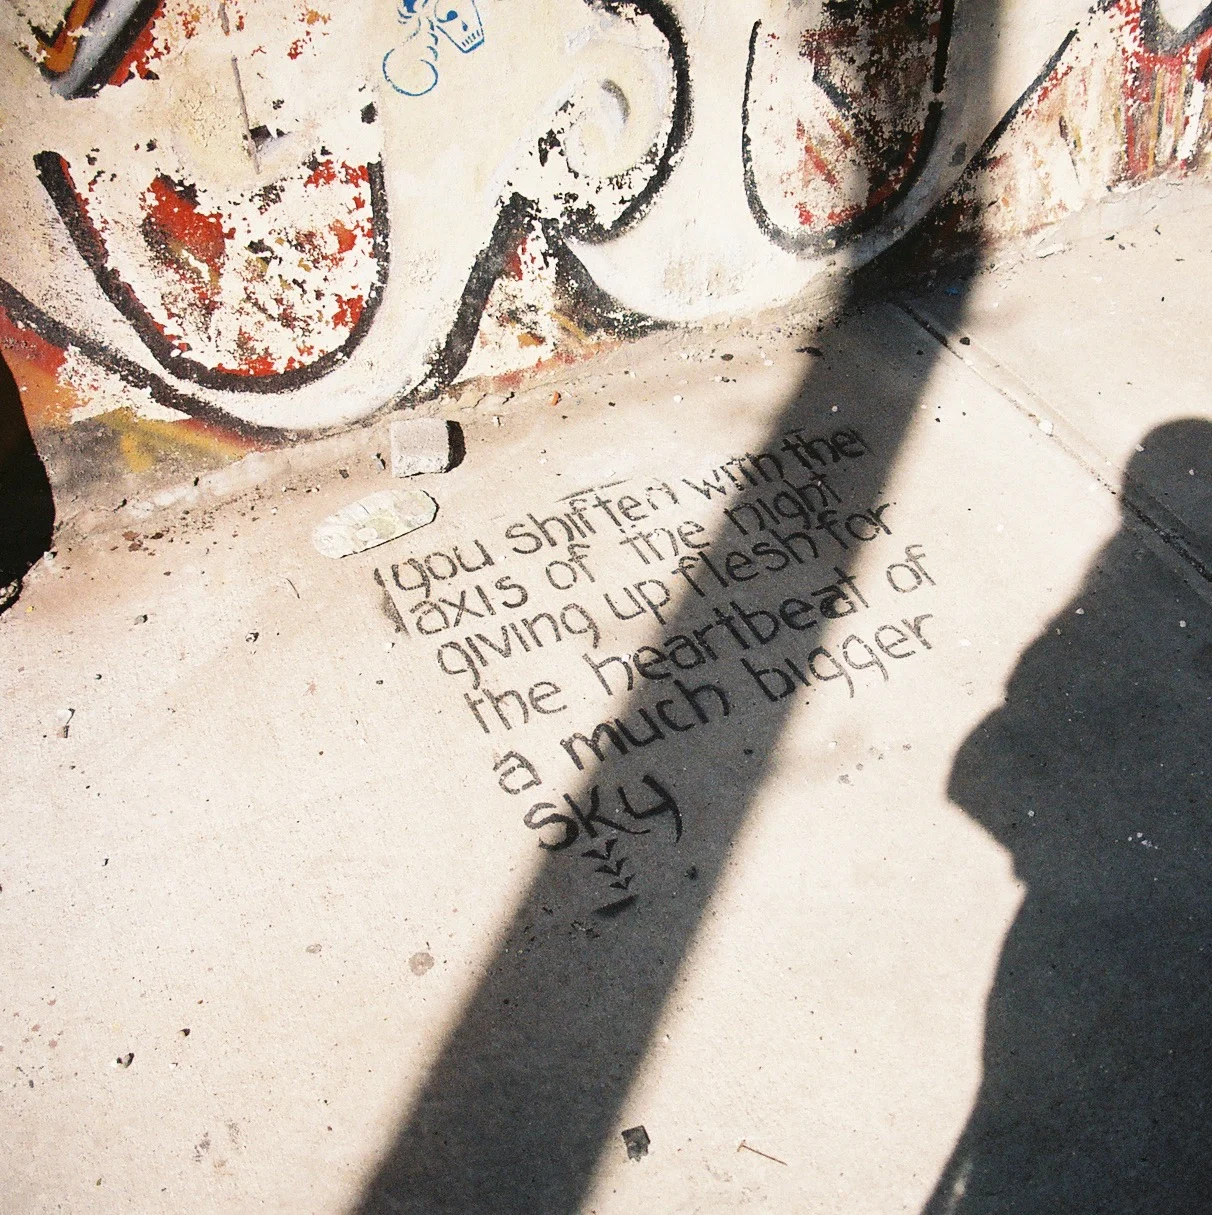 you shifted with the
axis of the night
giving up flesh for
the heartbeat of
a much bigger
sky